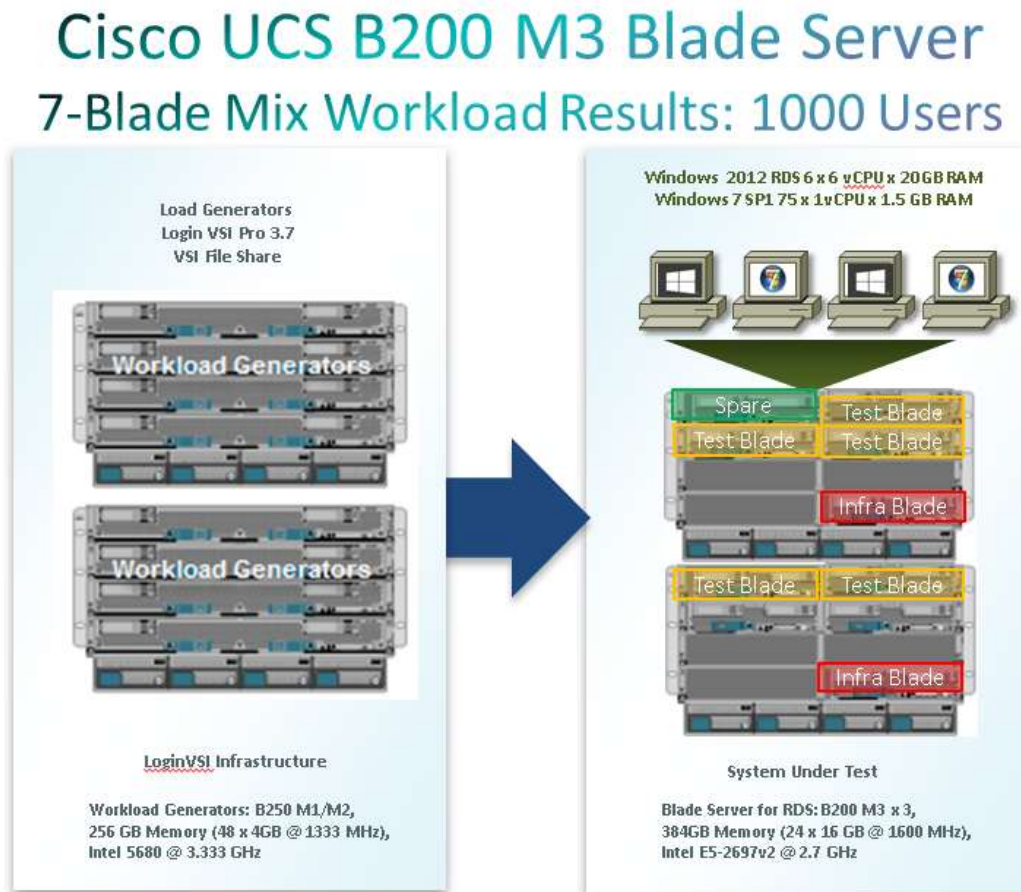 Cisco UCS B200 M3 Blade Server
7-Blade Mix Workload Results: 1000 Users
Load Generators
Login VSI Pro 3.7
VSI File Share
Workload Generators
Workload Generators
LoginVSI Infrastructure
Workload Generators: B250 M1/M2,
256 GB Memory (48 x 4GB @ 1333 MHz),
Intel 5680 @ 3.333 GHz
Windows 2012 RDS 6 x 6 vCPU x 20GB RAM
Windows 7 SP1 75 x 1vCPU x 1.5 GB RAM
Spare
Test Blade
Test Blade
Test Blade
Infra Blade
Test Blade
Test Blade
Infra Blade
System Under Test
Blade Server for RDS: B200 M3 x 3,
384GB Memory (24 x 16 GB @ 1600 MHz),
Intel E5-2697v2 @ 2.7 GHz